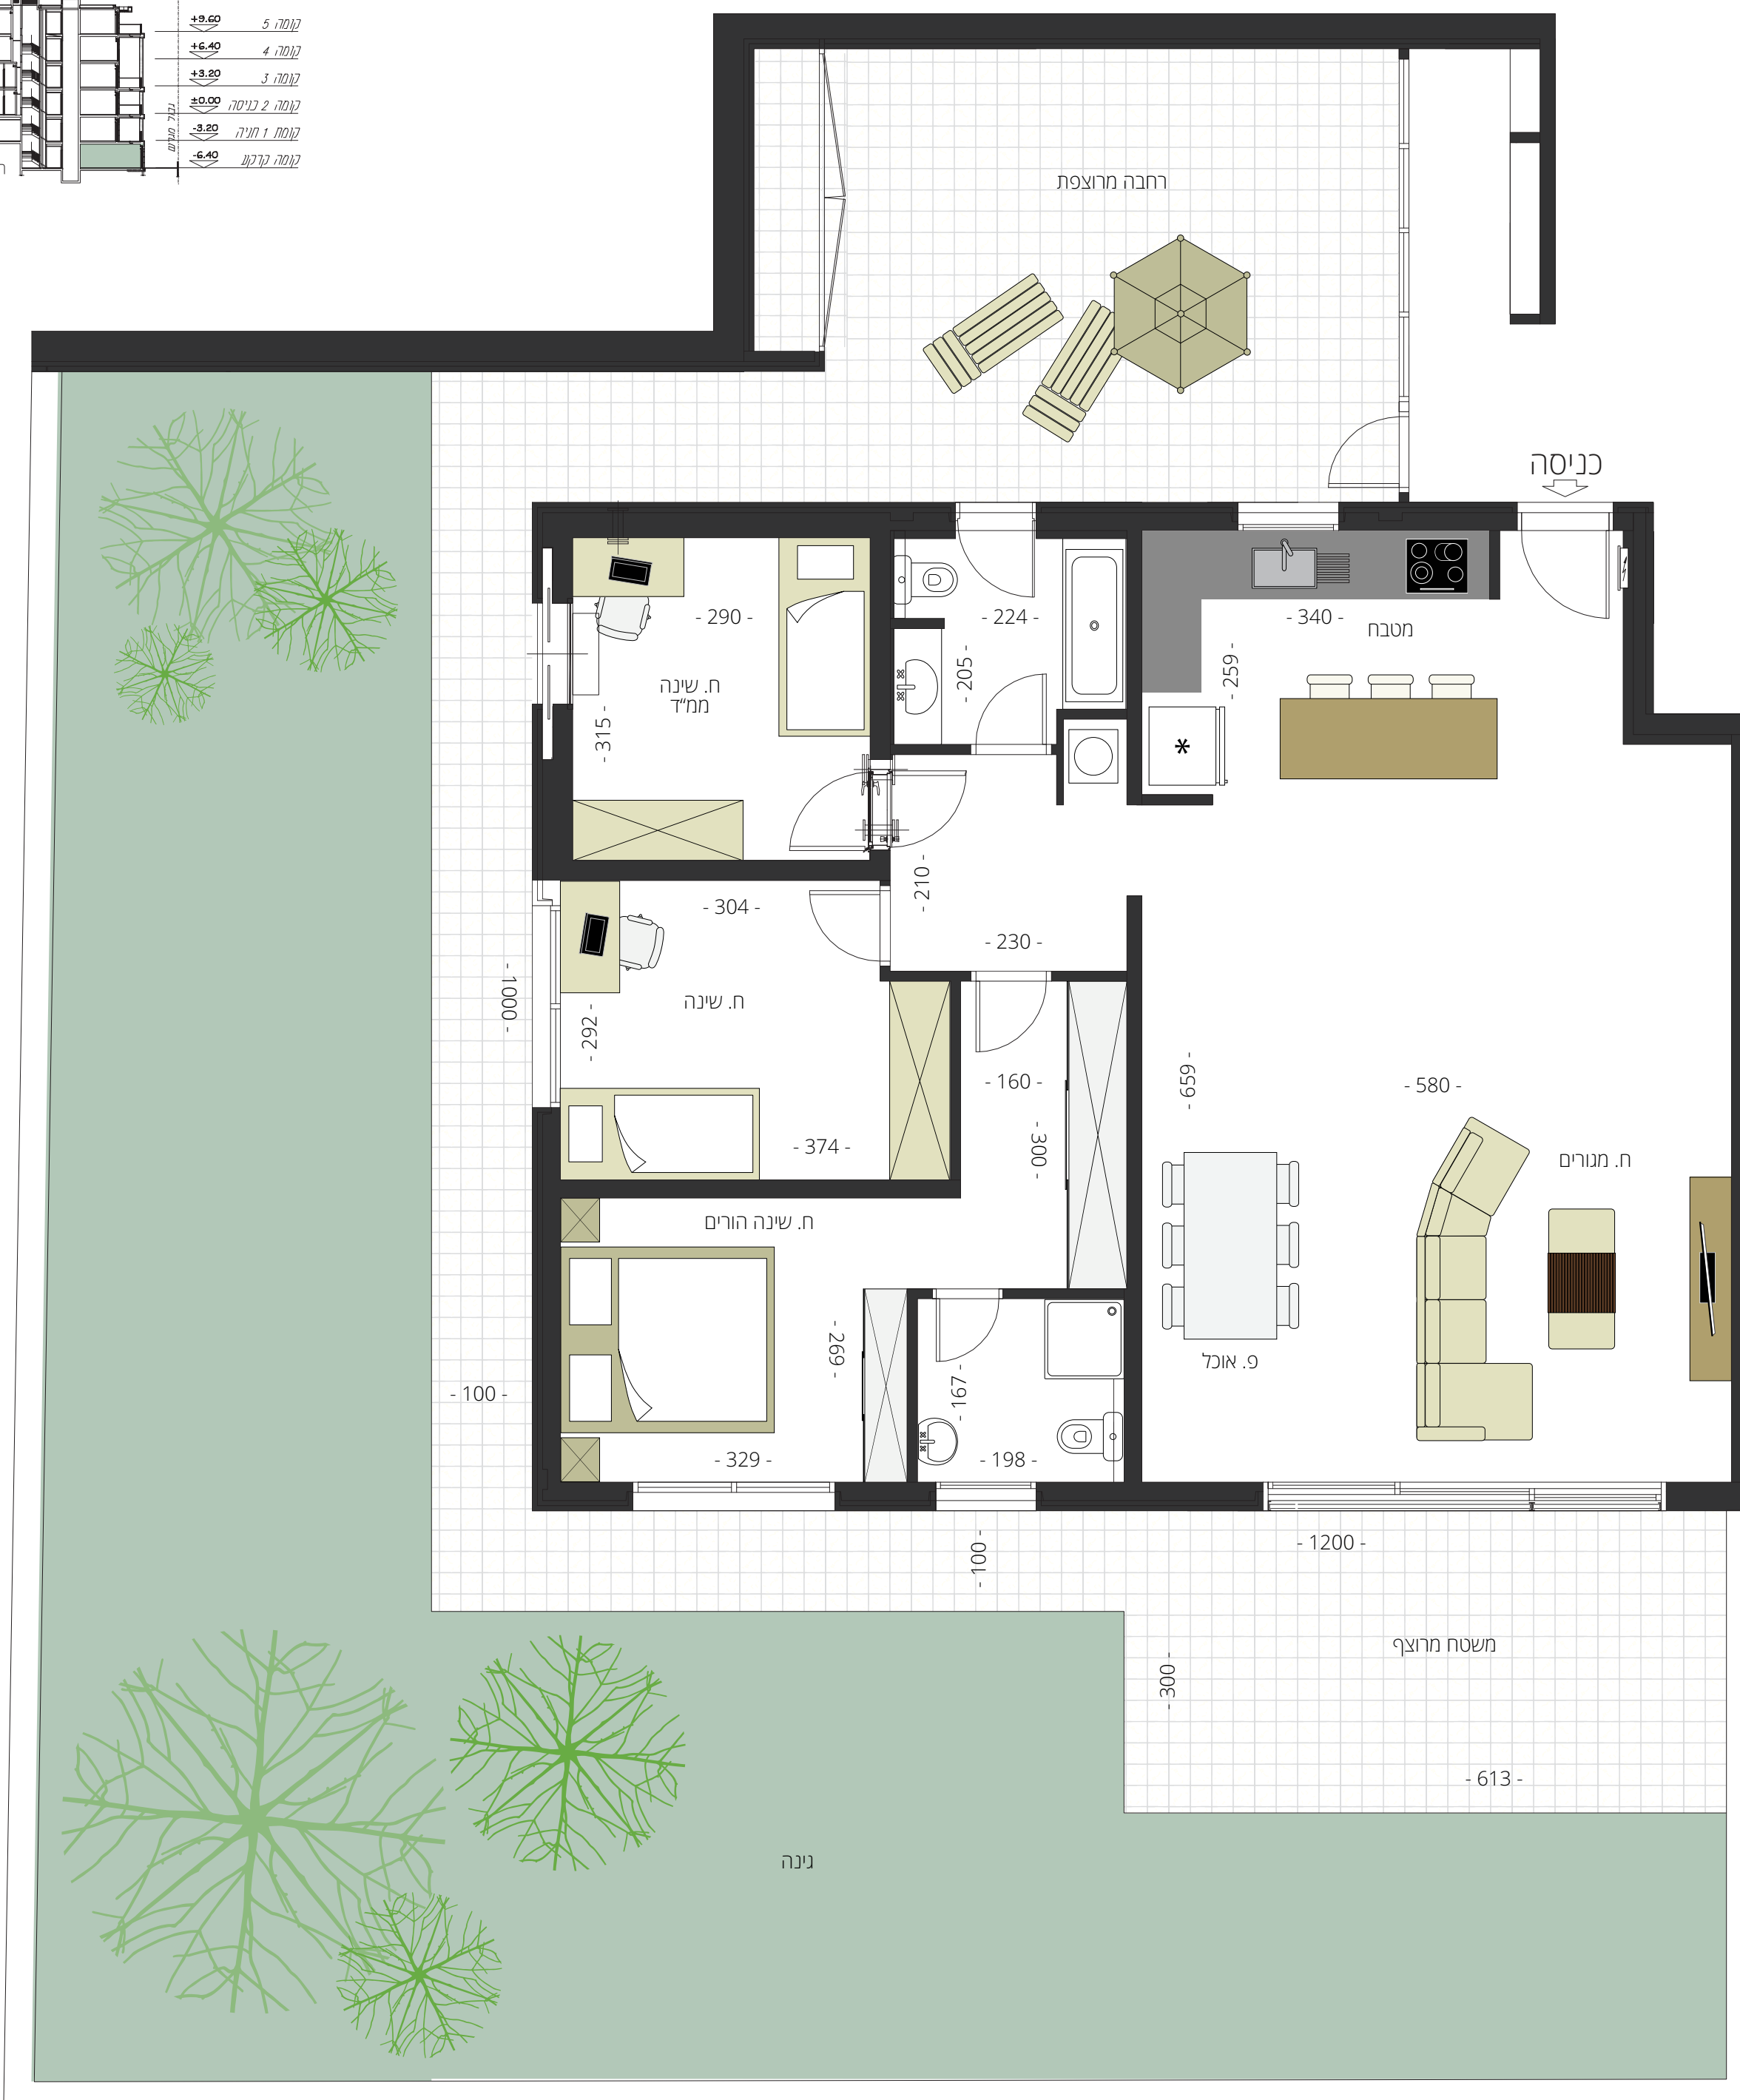 +9.60 קומה 5
+6.40 קומה 4
+3.20 קומה 3
±0.00 קומה 2 כניסה
-3.20 קומת 1 חניה
-6.40 קומה קרקע
גבול מגרש
רחבה מרוצפת
כניסה
- 290 -
- 224 -
- 340 -
מטבח
- 205 -
- 259 -
ח. שינה
ממ״ד
- 315 -
*
- 210 -
- 304 -
- 230 -
ח. שינה
- 1000 -
- 292 -
- 160 -
- 659 -
- 580 -
- 374 -
- 300 -
ח. מגורים
ח. שינה הורים
- 269 -
פ. אוכל
- 100 -
- 167 -
- 329 -
- 198 -
- 100 -
- 1200 -
משטח מרוצף
- 300 -
- 613 -
גינה